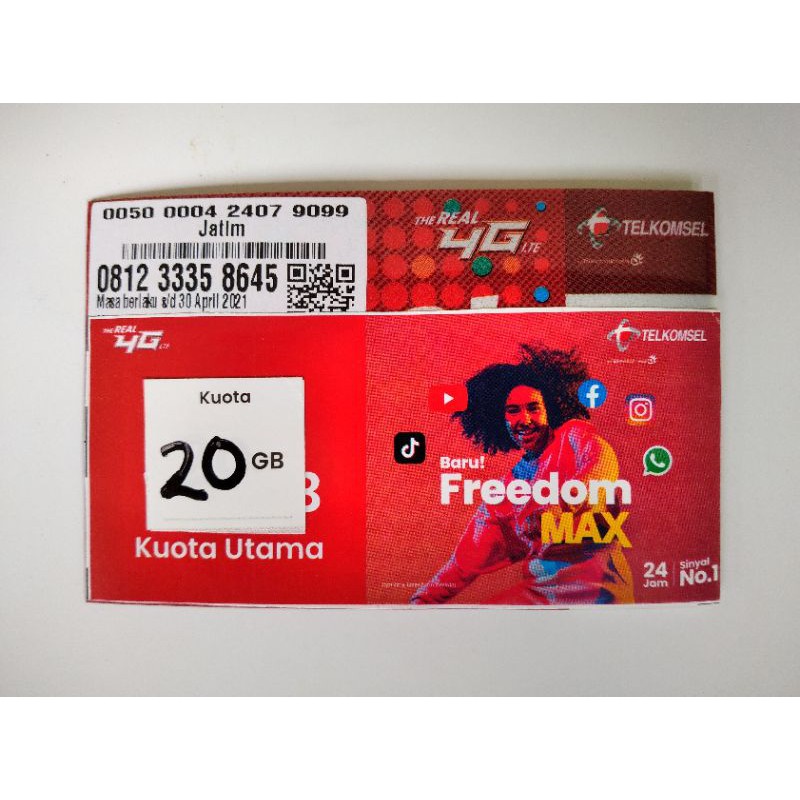 0050 0004 2407 9099
JatIm
0812 3335 8645
Masa berlaku s/d 30 April 2021
THE REAL
4G LTE
TELKOMSEL
THE REAL
4G LTE
TELKOMSEL
Kuota
20 GB
Kuota Utama
Baru!
Freedom
MAX
24
Jam
Sinyal
No.1